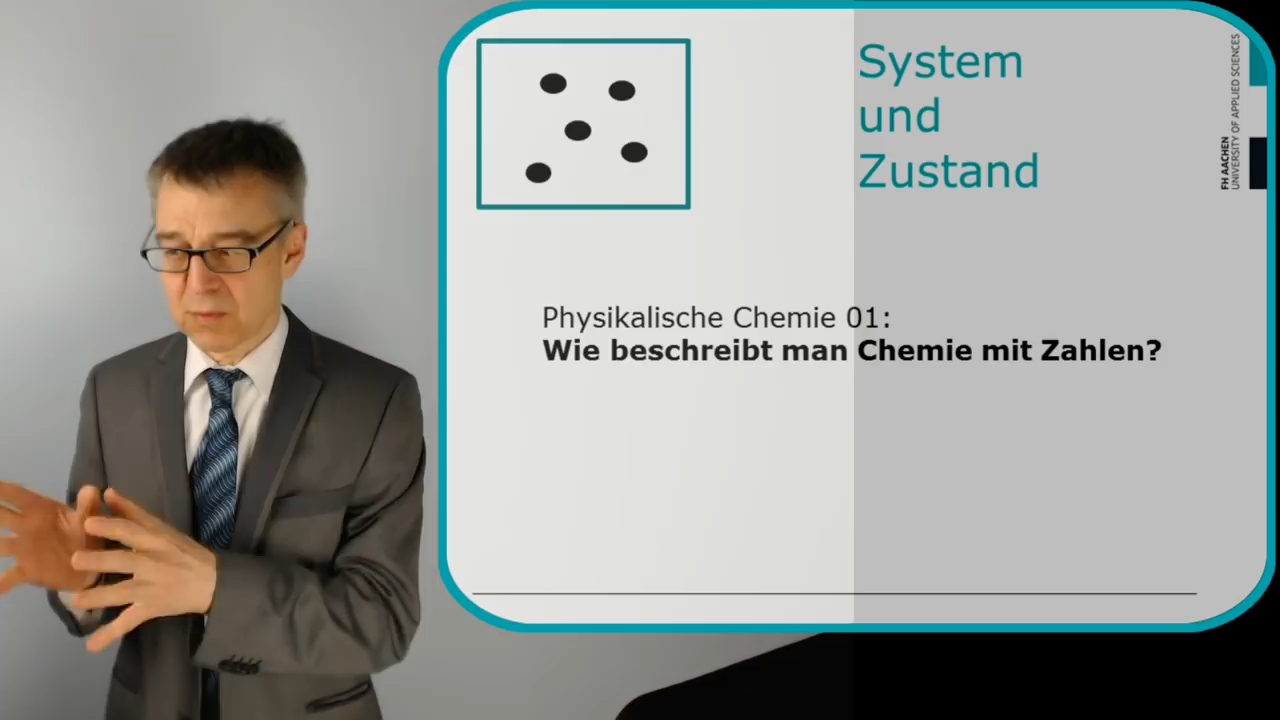 System
und
Zustand
FH AACHEN
UNIVERSITY OF APPLIED SCIENCES
Physikalische Chemie 01:
Wie beschreibt man Chemie mit Zahlen?